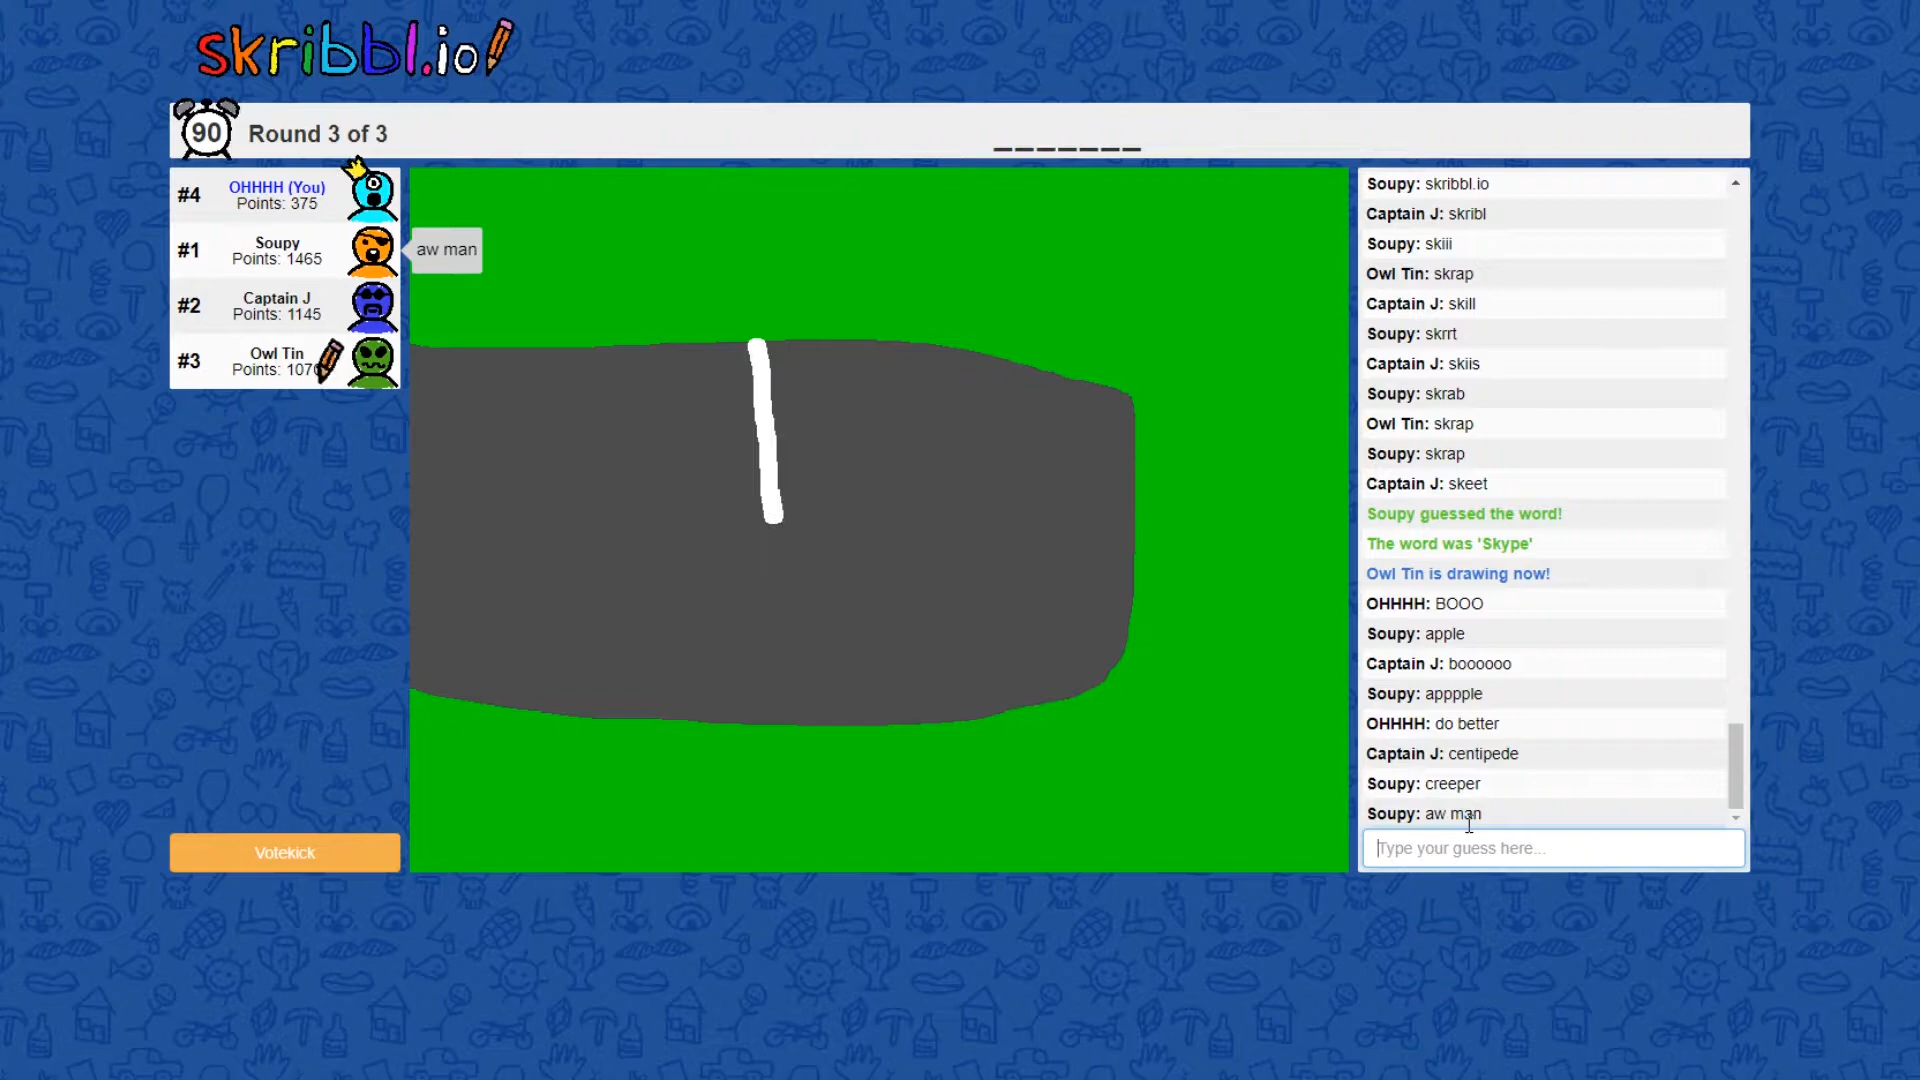 skribbl.io
90
Round 3 of 3
_______
#4
OHHHH (You)
Points: 375
#1
Soupy
Points: 1465
aw man
#2
Captain J
Points: 1145
#3
Owl Tin
Points: 107
Votekick
Soupy: skribbl.io
Captain J: skribl
Soupy: skiii
Owl Tin: skrap
Captain J: skill
Soupy: skrrt
Captain J: skiis
Soupy: skrab
Owl Tin: skrap
Soupy: skrap
Captain J: skeet
Soupy guessed the word!
The word was 'Skype'
Owl Tin is drawing now!
OHHHH: BOOO
Soupy: apple
Captain J: boooooo
Soupy: apppple
OHHHH: do better
Captain J: centipede
Soupy: creeper
Soupy: aw man
Type your guess here...